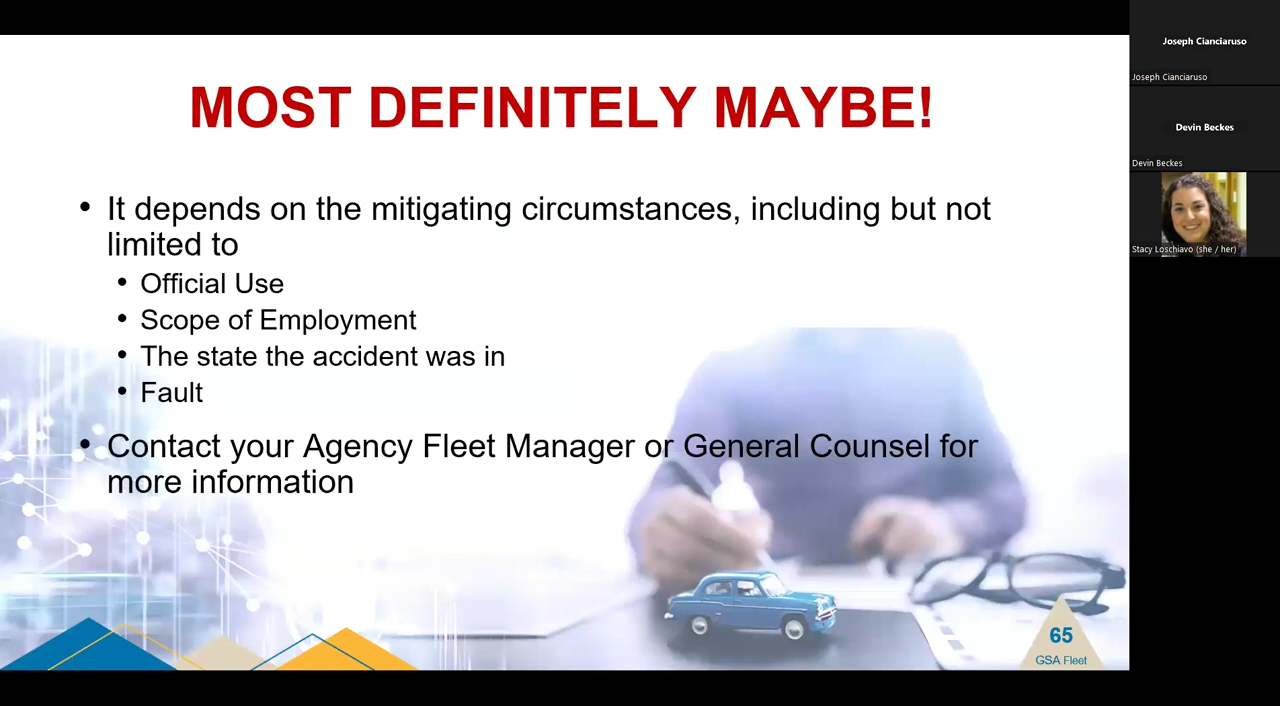 MOST DEFINITELY MAYBE!
• It depends on the mitigating circumstances, including but not
limited to
• Official Use
• Scope of Employment
• The state the accident was in
• Fault
• Contact your Agency Fleet Manager or General Counsel for
more information
65
GSA Fleet
Joseph Cianciaruso
Joseph Cianciaruso
Devin Beckes
Devin Beckes
Stacy Loschiavo (she / her)